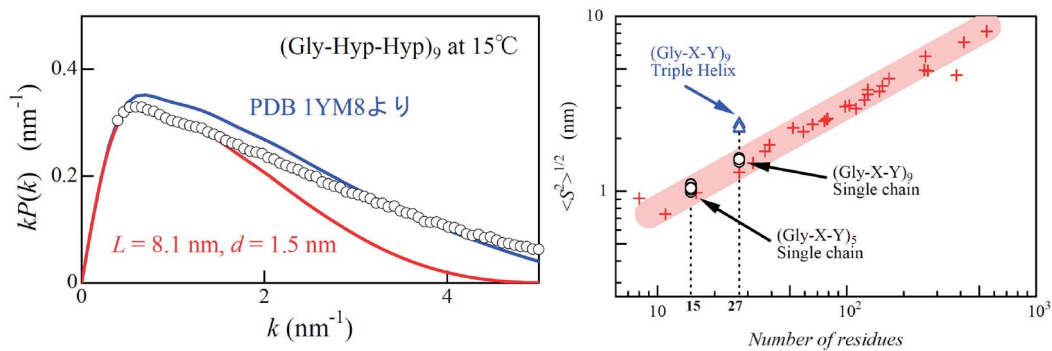 (Gly-Hyp-Hyp)9 at 15℃
PDB 1YM8より
L = 8.1 nm, d = 1.5 nm
kP(k) (nm⁻¹)
0.4
0.2
0
0
2
4
k (nm⁻¹)
<S²>^1/2 (nm)
10
1
(Gly-X-Y)9
Triple Helix
(Gly-X-Y)9
Single chain
(Gly-X-Y)5
Single chain
10
15
27
10²
10³
Number of residues